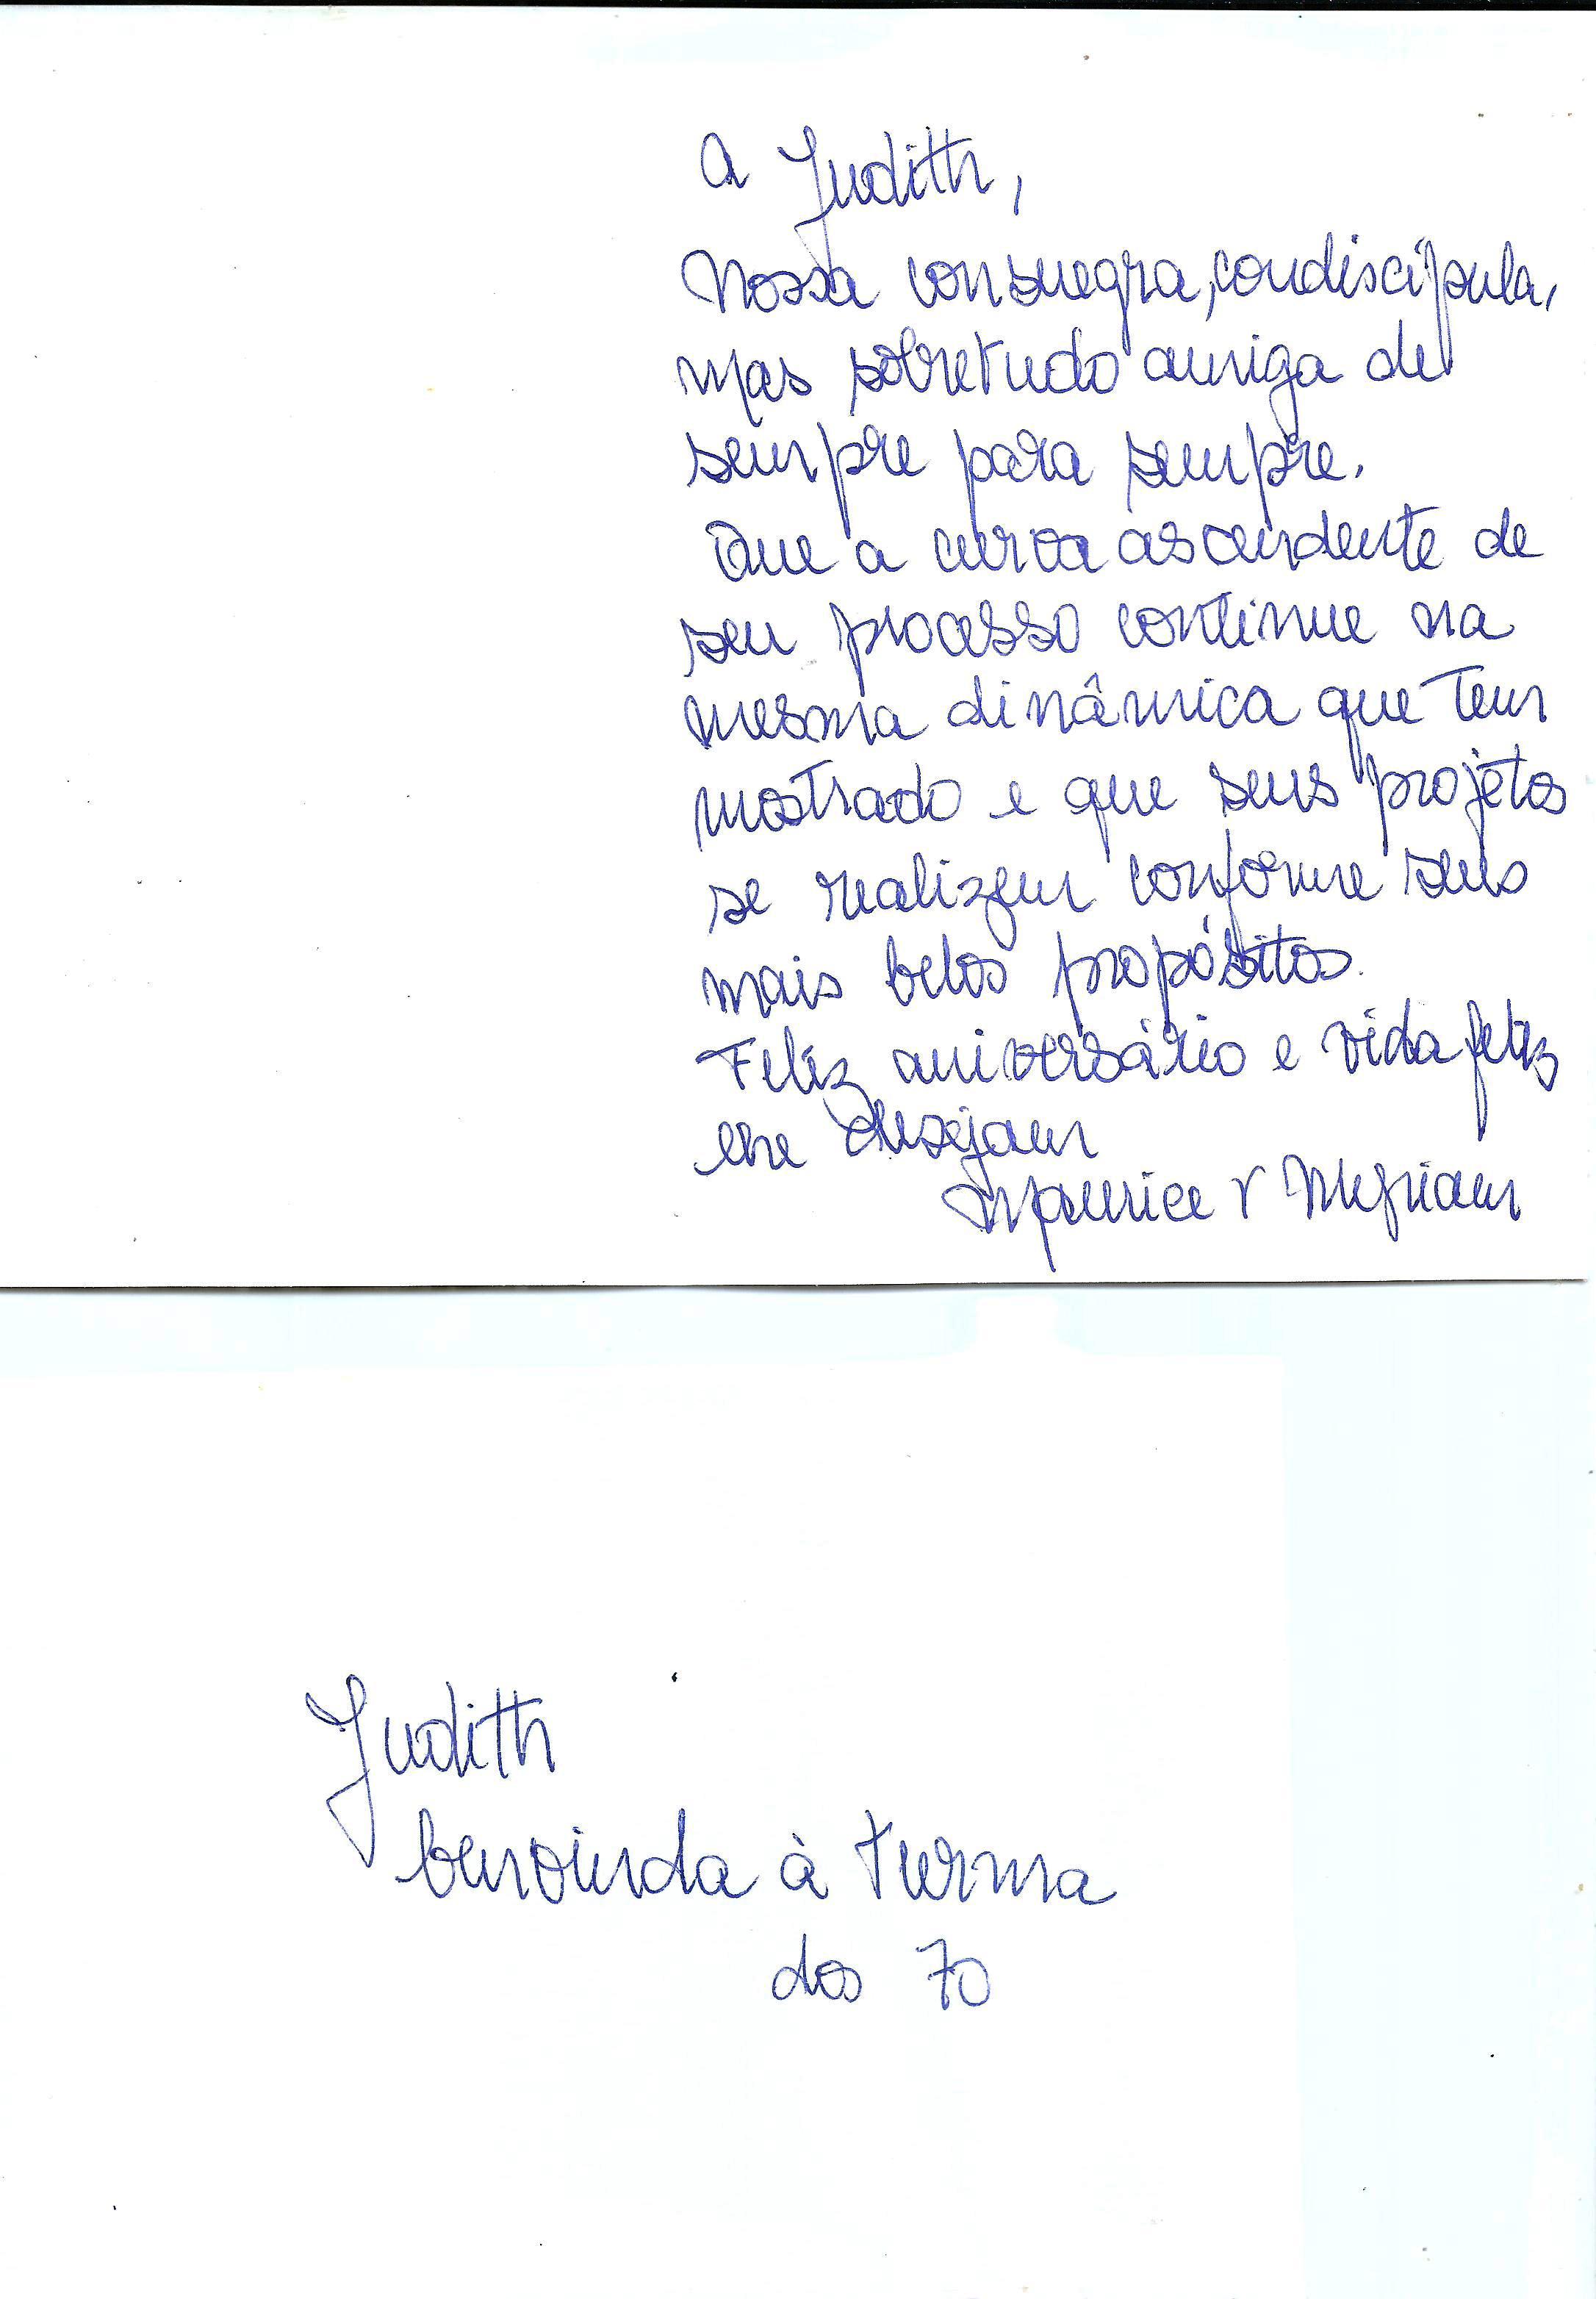 A Judith,
Nossa consuegra, condiscípula,
mas sobretudo amiga de
sempre para sempre.
Que a curva ascendente de
seu processo continue na
mesma dinâmica que tem
mostrado e que seus projetos
se realizem conforme seus
mais belos propósitos.
Feliz aniversário e vida feliz
lhe desejam
Maurice e Myriam
Judith
benvinda à turma
dos 70